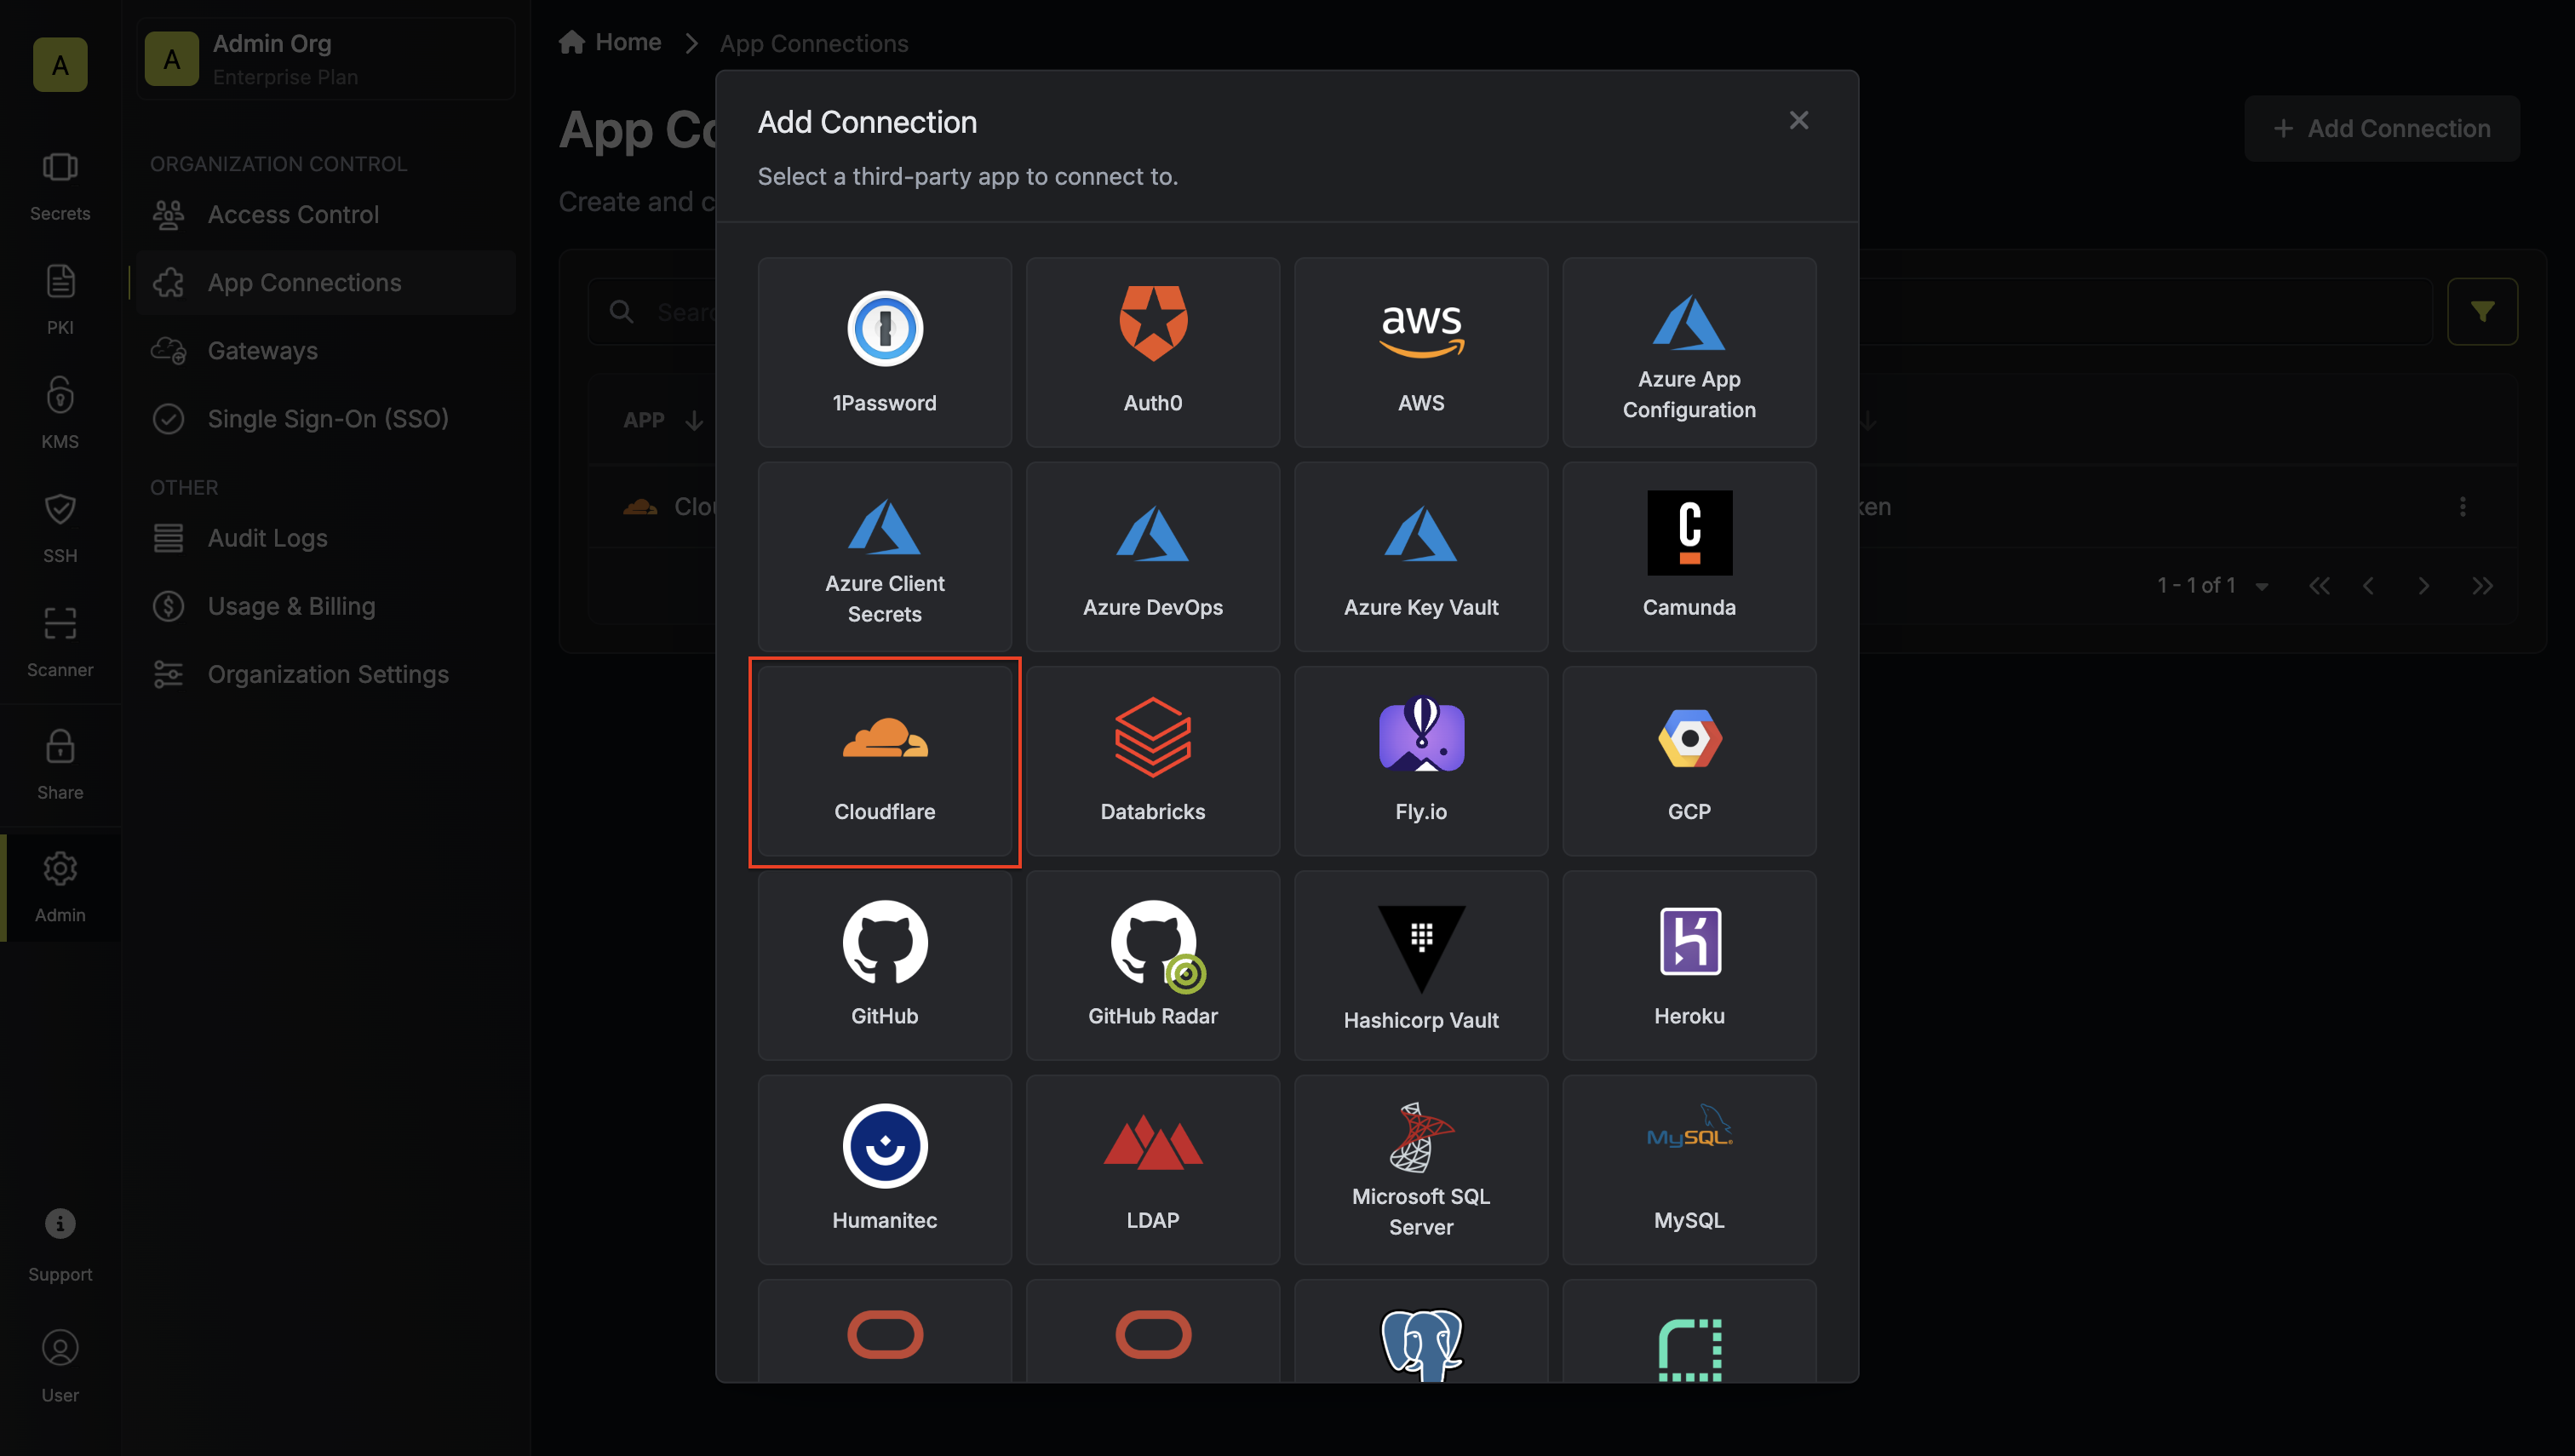 A
Secrets
PKI
KMS
SSH
Scanner
Share
Admin
Support
User
A
Admin Org
Enterprise Plan
ORGANIZATION CONTROL
Access Control
App Connections
Gateways
Single Sign-On (SSO)
OTHER
Audit Logs
Usage & Billing
Organization Settings
Home
App Connections
App Co
Create and c
Add Connection
Searc
APP
Clou
ken
1 - 1 of 1
Add Connection
Select a third-party app to connect to.
1Password
Auth0
aws
AWS
Azure App
Configuration
Azure Client
Secrets
Azure DevOps
Azure Key Vault
C
Camunda
Cloudflare
Databricks
Fly.io
GCP
GitHub
GitHub Radar
Hashicorp Vault
Heroku
Humanitec
LDAP
Microsoft SQL
Server
MySQL
MySQL